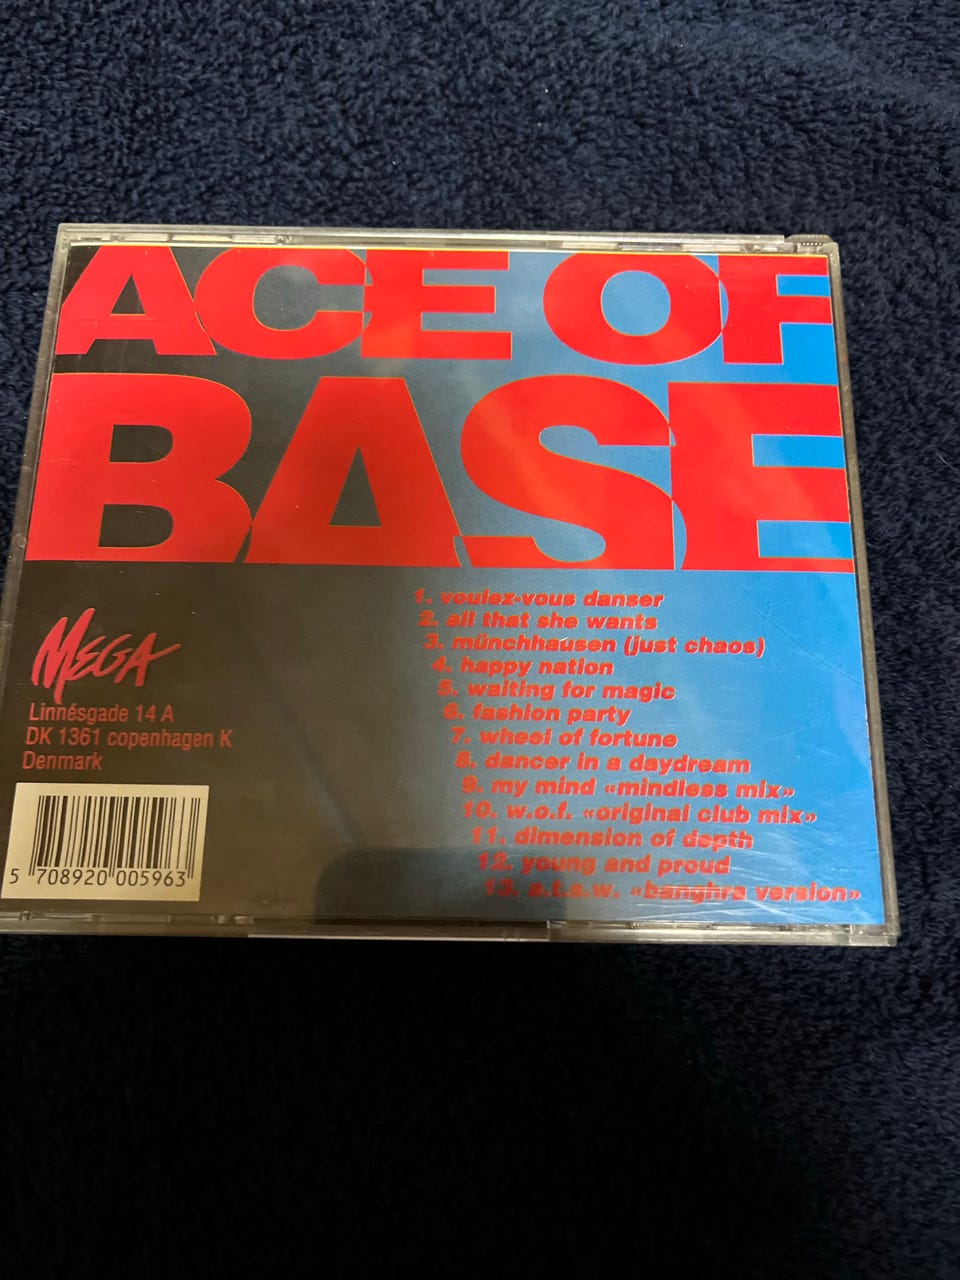 ACE OF
BASE
1. voulez-vous danser
2. all that she wants
3. münchhausen (just chaos)
4. happy nation
5. waiting for magic
6. fashion party
7. wheel of fortune
8. dancer in a daydream
9. my mind «mindless mix»
10. w.o.f. «original club mix»
11. dimension of depth
12. young and proud
13. a.t.s.w. «banghra version»
MEGA
Linnésgade 14 A
DK 1361 copenhagen K
Denmark
5 708920 005963